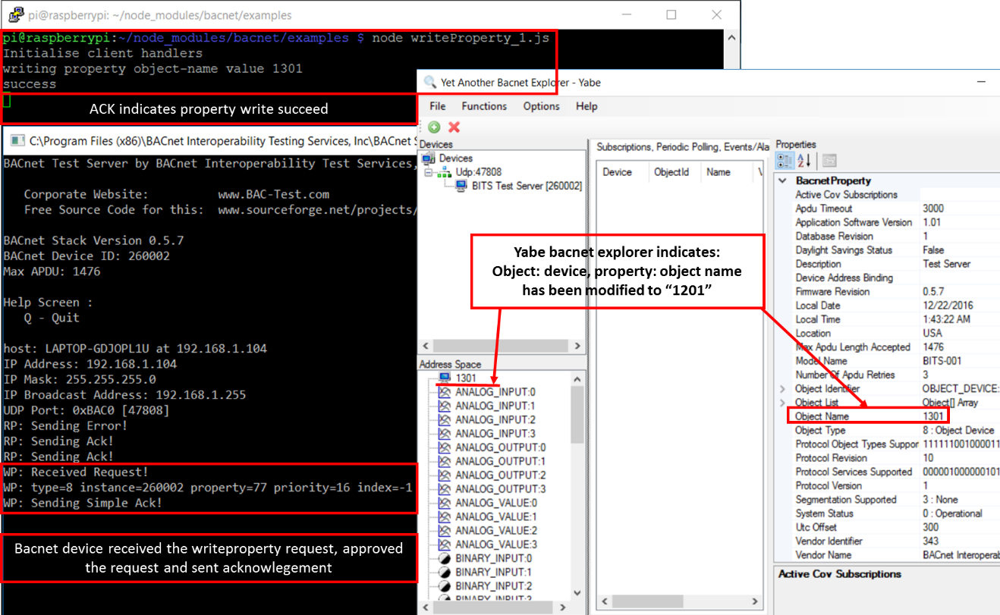 pi@raspberrypi: ~/node_modules/bacnet/examples
pi@raspberrypi:~/node_modules/bacnet/examples $ node writeProperty_1.js
Initialise client handlers
writing property object-name value 1301
success
ACK indicates property write succeed
C:\Program Files (x86)\BACnet Interoperability Testing Services, Inc\BACnet S
BACnet Test Server by BACnet Interoperability Test Services,
Corporate Website: www.BAC-Test.com
Free Source Code for this: www.sourceforge.net/projects/
BACnet Stack Version 0.5.7
BACnet Device ID: 260002
Max APDU: 1476
Help Screen :
Q - Quit
host: LAPTOP-GDJOPL1U at 192.168.1.104
IP Address: 192.168.1.104
IP Mask: 255.255.255.0
IP Broadcast Address: 192.168.1.255
UDP Port: 0xBAC0 [47808]
RP: Sending Error!
RP: Sending Ack!
RP: Sending Ack!
WP: Received Request!
WP: type=8 instance=260002 property=77 priority=16 index=-1
WP: Sending Simple Ack!
Bacnet device received the writeproperty request, approved
the request and sent acknowlegement
Yet Another Bacnet Explorer - Yabe
File Functions Options Help
Devices
Devices
Udp:47808
BITS Test Server [260002]
Address Space
1301
ANALOG_INPUT:0
ANALOG_INPUT:1
ANALOG_INPUT:2
ANALOG_INPUT:3
ANALOG_OUTPUT:0
ANALOG_OUTPUT:1
ANALOG_OUTPUT:2
ANALOG_OUTPUT:3
ANALOG_VALUE:0
ANALOG_VALUE:1
ANALOG_VALUE:2
ANALOG_VALUE:3
BINARY_INPUT:0
BINARY_INPUT:1
BINARY_INPUT:2
BINARY_INPUT:3
Subscriptions, Periodic Polling, Events/Ala
Device ObjectId Name V
Yabe bacnet explorer indicates:
Object: device, property: object name
has been modified to “1201”
Properties
BacnetProperty
Active Cov Subscriptions
Apdu Timeout 3000
Application Software Version 1.01
Database Revision 1
Daylight Savings Status False
Description Test Server
Device Address Binding
Firmware Revision 0.5.7
Local Date 12/22/2016
Local Time 1:43:22 AM
Location USA
Max Apdu Length Accepted 1476
Model Name BITS-001
Number Of Apdu Retries 3
Object Identifier OBJECT_DEVICE:
Object List Object[] Array
Object Name 1301
Object Type 8 : Object Device
Protocol Object Types Suppor 111111001000011
Protocol Revision 10
Protocol Services Supported 000001000000101
Protocol Version 1
Segmentation Supported 3 : None
System Status 0 : Operational
Utc Offset 300
Vendor Identifier 343
Vendor Name BACnet Interoperab
Active Cov Subscriptions